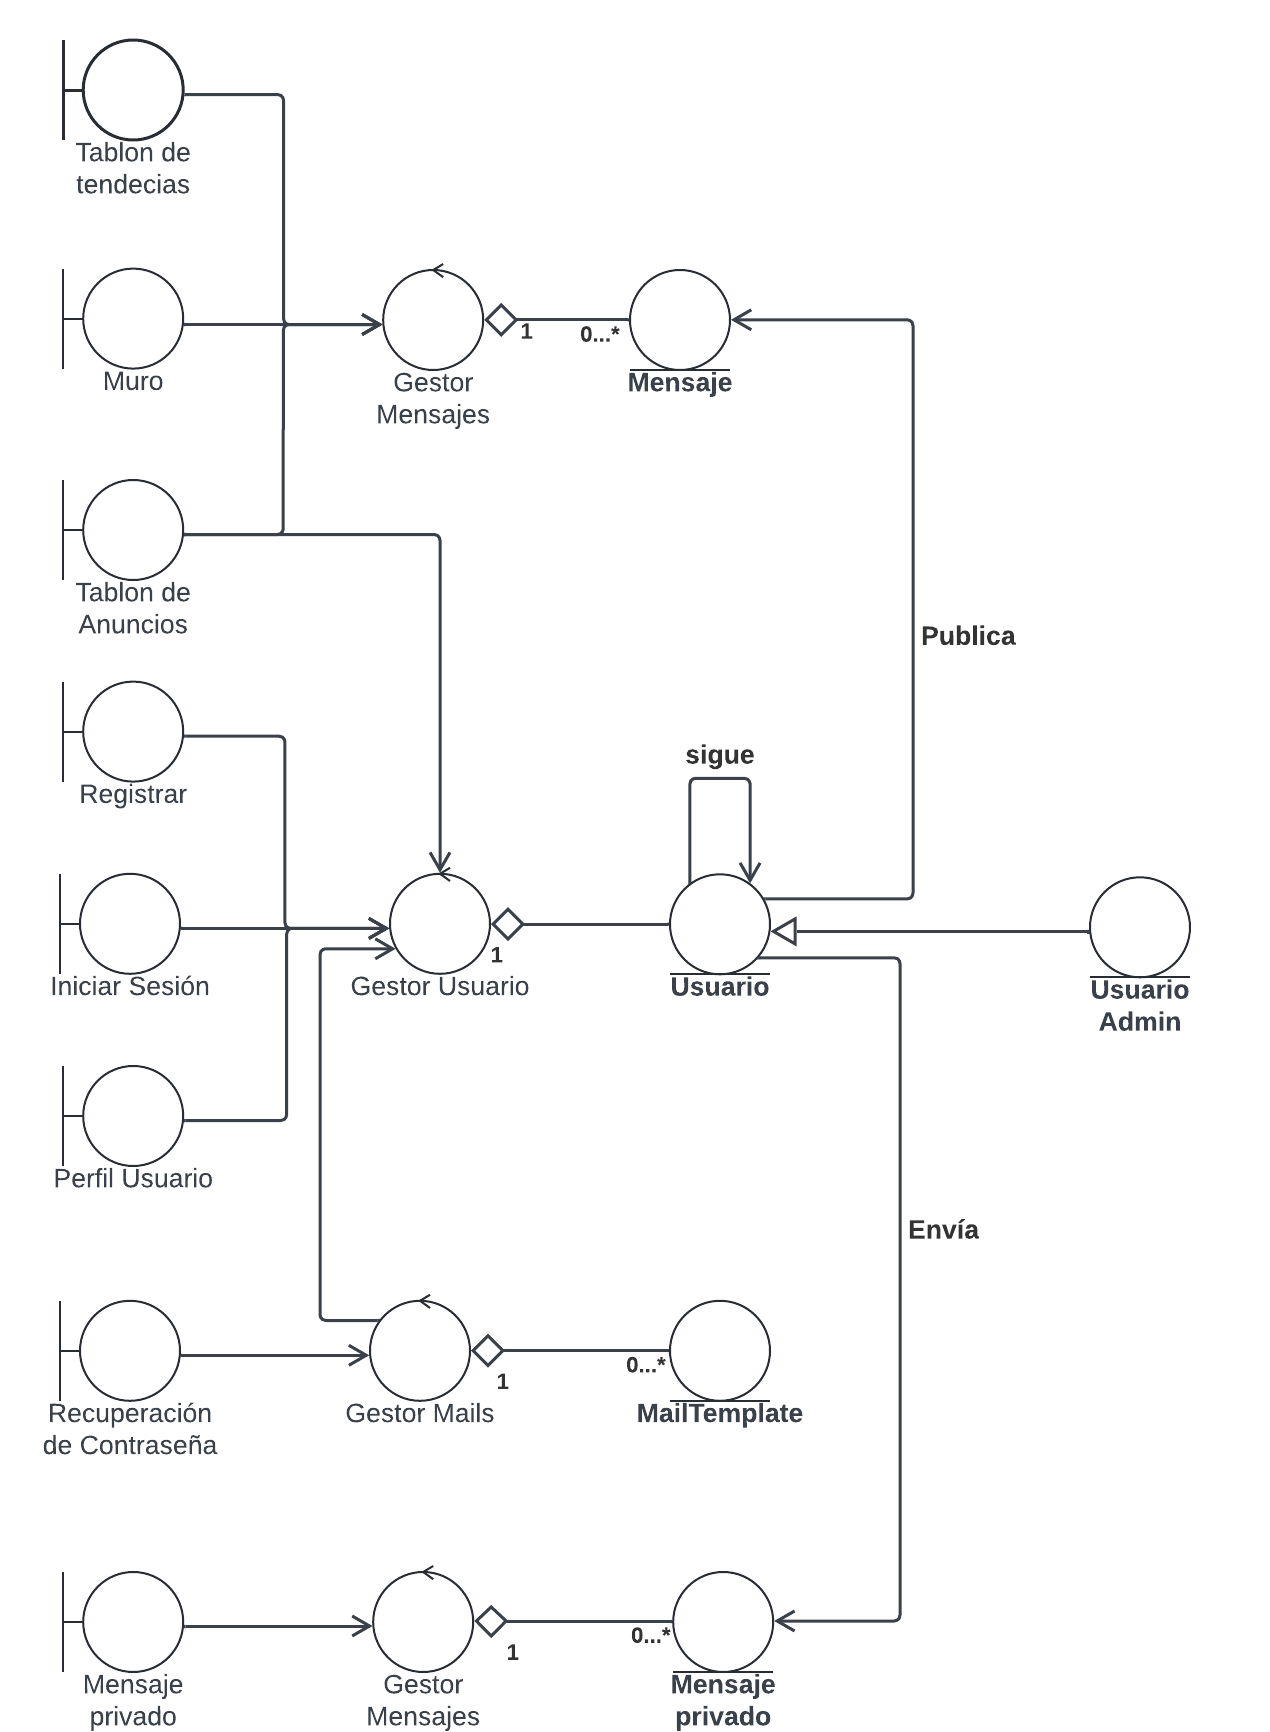 Tablon de
tendecias
Muro
Gestor
Mensajes
1
0...*
Mensaje
Tablon de
Anuncios
Publica
Registrar
sigue
Iniciar Sesión
Gestor Usuario
1
Usuario
Usuario
Admin
Perfil Usuario
Envía
Recuperación
de Contraseña
Gestor Mails
1
0...*
MailTemplate
Mensaje
privado
Gestor
Mensajes
1
0...*
Mensaje
privado